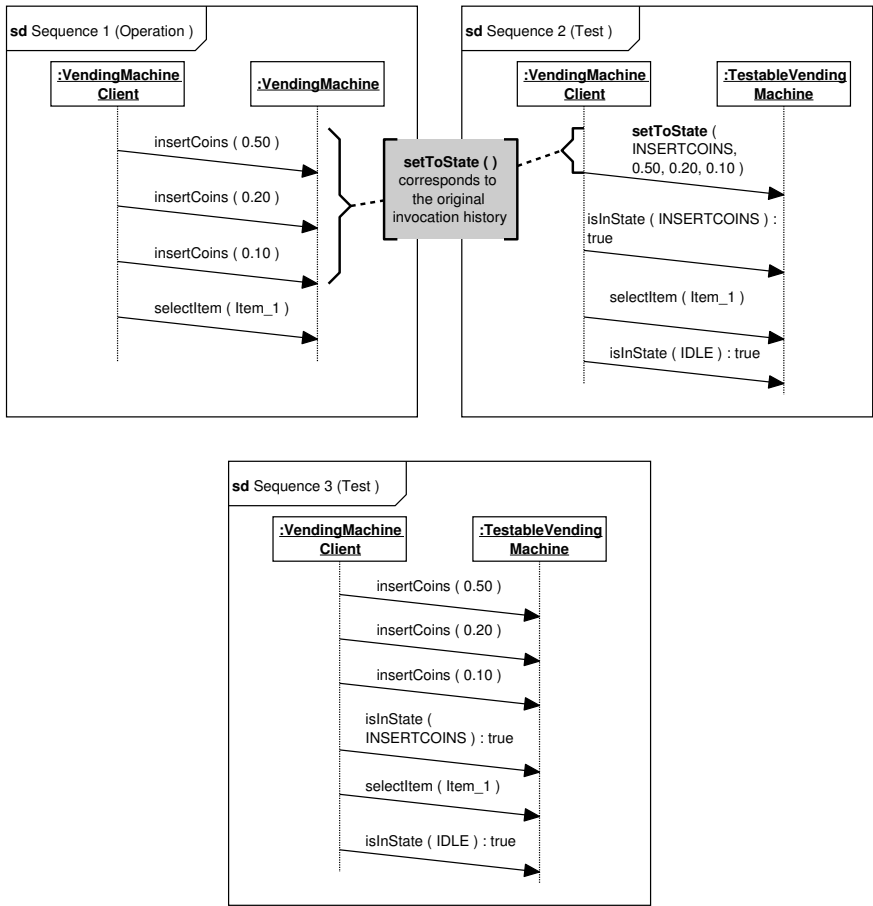 sd Sequence 1 (Operation )
:VendingMachine
Client
:VendingMachine
insertCoins ( 0.50 )
insertCoins ( 0.20 )
insertCoins ( 0.10 )
selectItem ( Item_1 )
setToState ( )
corresponds to
the original
invocation history
sd Sequence 2 (Test )
:VendingMachine
Client
:TestableVending
Machine
setToState (
INSERTCOINS,
0.50, 0.20, 0.10 )
isInState ( INSERTCOINS ) :
true
selectItem ( Item_1 )
isInState ( IDLE ) : true
sd Sequence 3 (Test )
:VendingMachine
Client
:TestableVending
Machine
insertCoins ( 0.50 )
insertCoins ( 0.20 )
insertCoins ( 0.10 )
isInState (
INSERTCOINS ) : true
selectItem ( Item_1 )
isInState ( IDLE ) : true